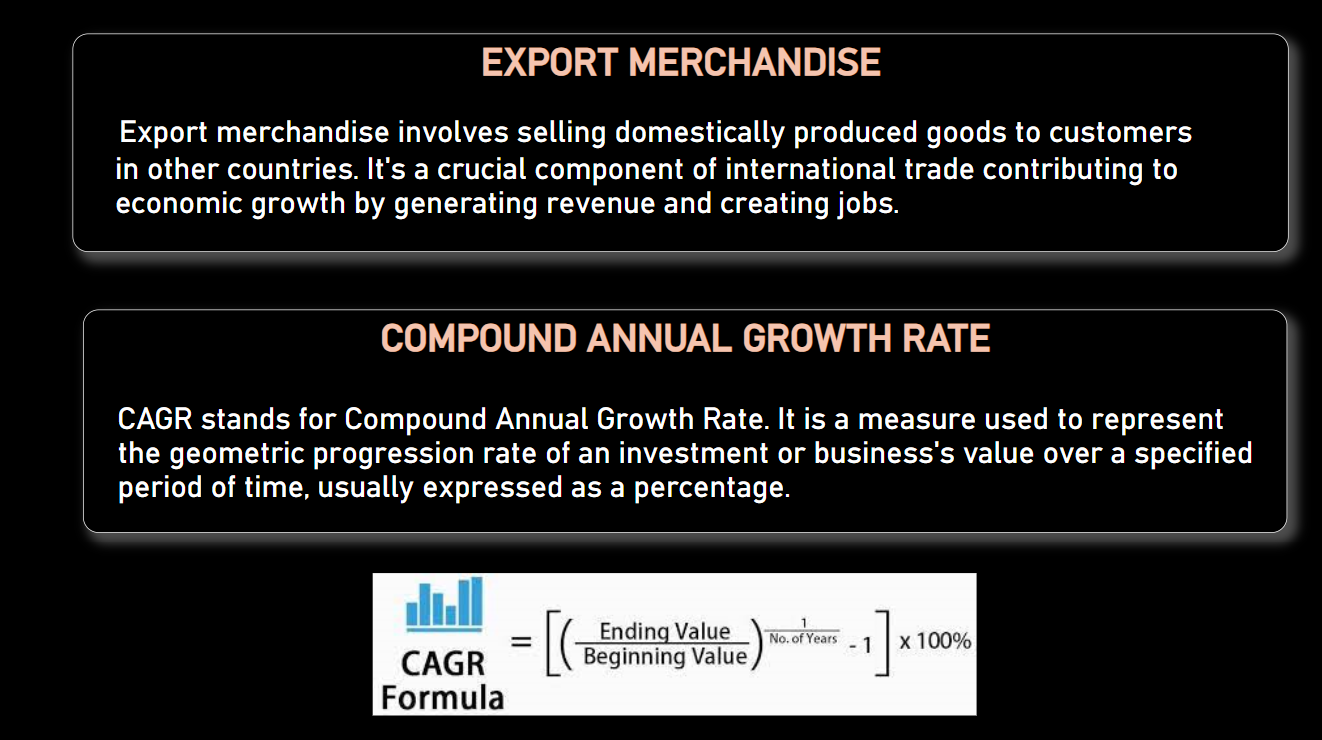 EXPORT MERCHANDISE
Export merchandise involves selling domestically produced goods to customers
in other countries. It's a crucial component of international trade contributing to
economic growth by generating revenue and creating jobs.
COMPOUND ANNUAL GROWTH RATE
CAGR stands for Compound Annual Growth Rate. It is a measure used to represent
the geometric progression rate of an investment or business's value over a specified
period of time, usually expressed as a percentage.
CAGR
Formula
= [(Ending Value / Beginning Value)^(1 / No. of Years) - 1] x 100%